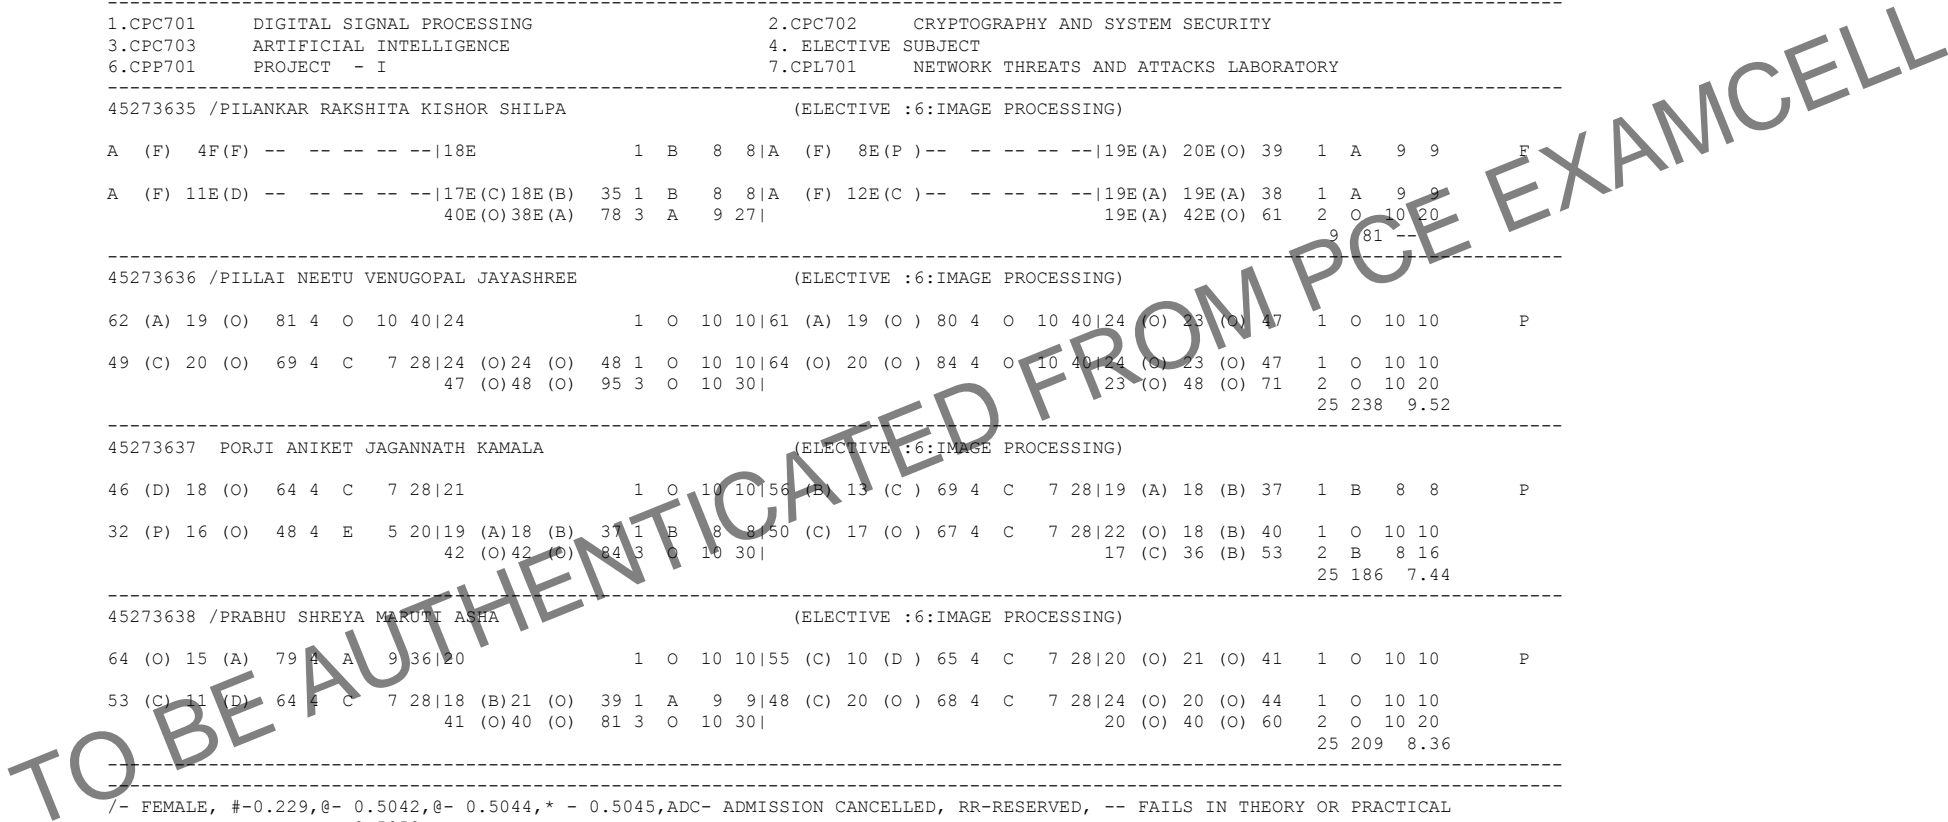 1.CPC701 DIGITAL SIGNAL PROCESSING 2.CPC702 CRYPTOGRAPHY AND SYSTEM SECURITY
3.CPC703 ARTIFICIAL INTELLIGENCE 4. ELECTIVE SUBJECT
6.CPP701 PROJECT - I 7.CPL701 NETWORK THREATS AND ATTACKS LABORATORY
45273635 /PILANKAR RAKSHITA KISHOR SHILPA (ELECTIVE :6:IMAGE PROCESSING)
A (F) 4F(F) -- -- -- -- --|18E 1 B 8 8|A (F) 8E(P )-- -- -- -- --|19E(A) 20E(O) 39 1 A 9 9 F
A (F) 11E(D) -- -- -- -- --|17E(C)18E(B) 35 1 B 8 8|A (F) 12E(C )-- -- -- -- --|19E(A) 19E(A) 38 1 A 9 9
40E(O)38E(A) 78 3 A 9 27| 19E(A) 42E(O) 61 2 O 10 20
9 81 --
45273636 /PILLAI NEETU VENUGOPAL JAYASHREE (ELECTIVE :6:IMAGE PROCESSING)
62 (A) 19 (O) 81 4 O 10 40|24 1 O 10 10|61 (A) 19 (O ) 80 4 O 10 40|24 (O) 23 (O) 47 1 O 10 10 P
49 (C) 20 (O) 69 4 C 7 28|24 (O)24 (O) 48 1 O 10 10|64 (O) 20 (O ) 84 4 O 10 40|24 (O) 23 (O) 47 1 O 10 10
47 (O)48 (O) 95 3 O 10 30| 23 (O) 48 (O) 71 2 O 10 20
25 238 9.52
45273637 PORJI ANIKET JAGANNATH KAMALA (ELECTIVE :6:IMAGE PROCESSING)
46 (D) 18 (O) 64 4 C 7 28|21 1 O 10 10|56 (B) 13 (C ) 69 4 C 7 28|19 (A) 18 (B) 37 1 B 8 8 P
32 (P) 16 (O) 48 4 E 5 20|19 (A)18 (B) 37 1 B 8 8|50 (C) 17 (O ) 67 4 C 7 28|22 (O) 18 (B) 40 1 O 10 10
42 (O)42 (O) 84 3 O 10 30| 17 (C) 36 (B) 53 2 B 8 16
25 186 7.44
45273638 /PRABHU SHREYA MARUTI ASHA (ELECTIVE :6:IMAGE PROCESSING)
64 (O) 15 (A) 79 4 A 9 36|20 1 O 10 10|55 (C) 10 (D ) 65 4 C 7 28|20 (O) 21 (O) 41 1 O 10 10 P
53 (C) 11 (D) 64 4 C 7 28|18 (B)21 (O) 39 1 A 9 9|48 (C) 20 (O ) 68 4 C 7 28|24 (O) 20 (O) 44 1 O 10 10
41 (O)40 (O) 81 3 O 10 30| 20 (O) 40 (O) 60 2 O 10 20
25 209 8.36
/- FEMALE, #-0.229,@- 0.5042,@- 0.5044,* - 0.5045,ADC- ADMISSION CANCELLED, RR-RESERVED, -- FAILS IN THEORY OR PRACTICAL
TO BE AUTHENTICATED FROM PCE EXAMCELL